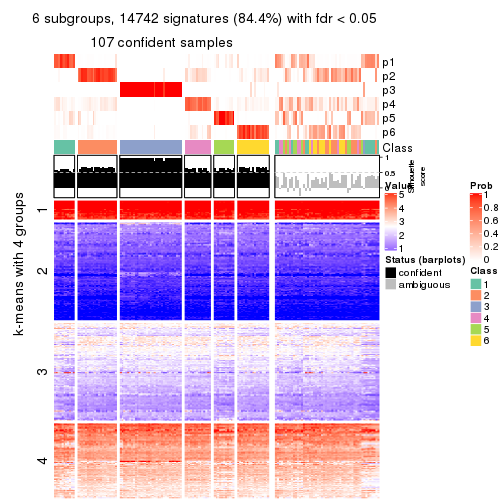 6 subgroups, 14742 signatures (84.4%) with fdr < 0.05
107 confident samples
p1
p2
p3
p4
p5
p6
Class
1
0.5
0
Silhouette
score
k-means with 4 groups
1
2
3
4
Value
5
4
3
2
1
Status (barplots)
confident
ambiguous
Prob
1
0.8
0.6
0.4
0.2
0
Class
1
2
3
4
5
6